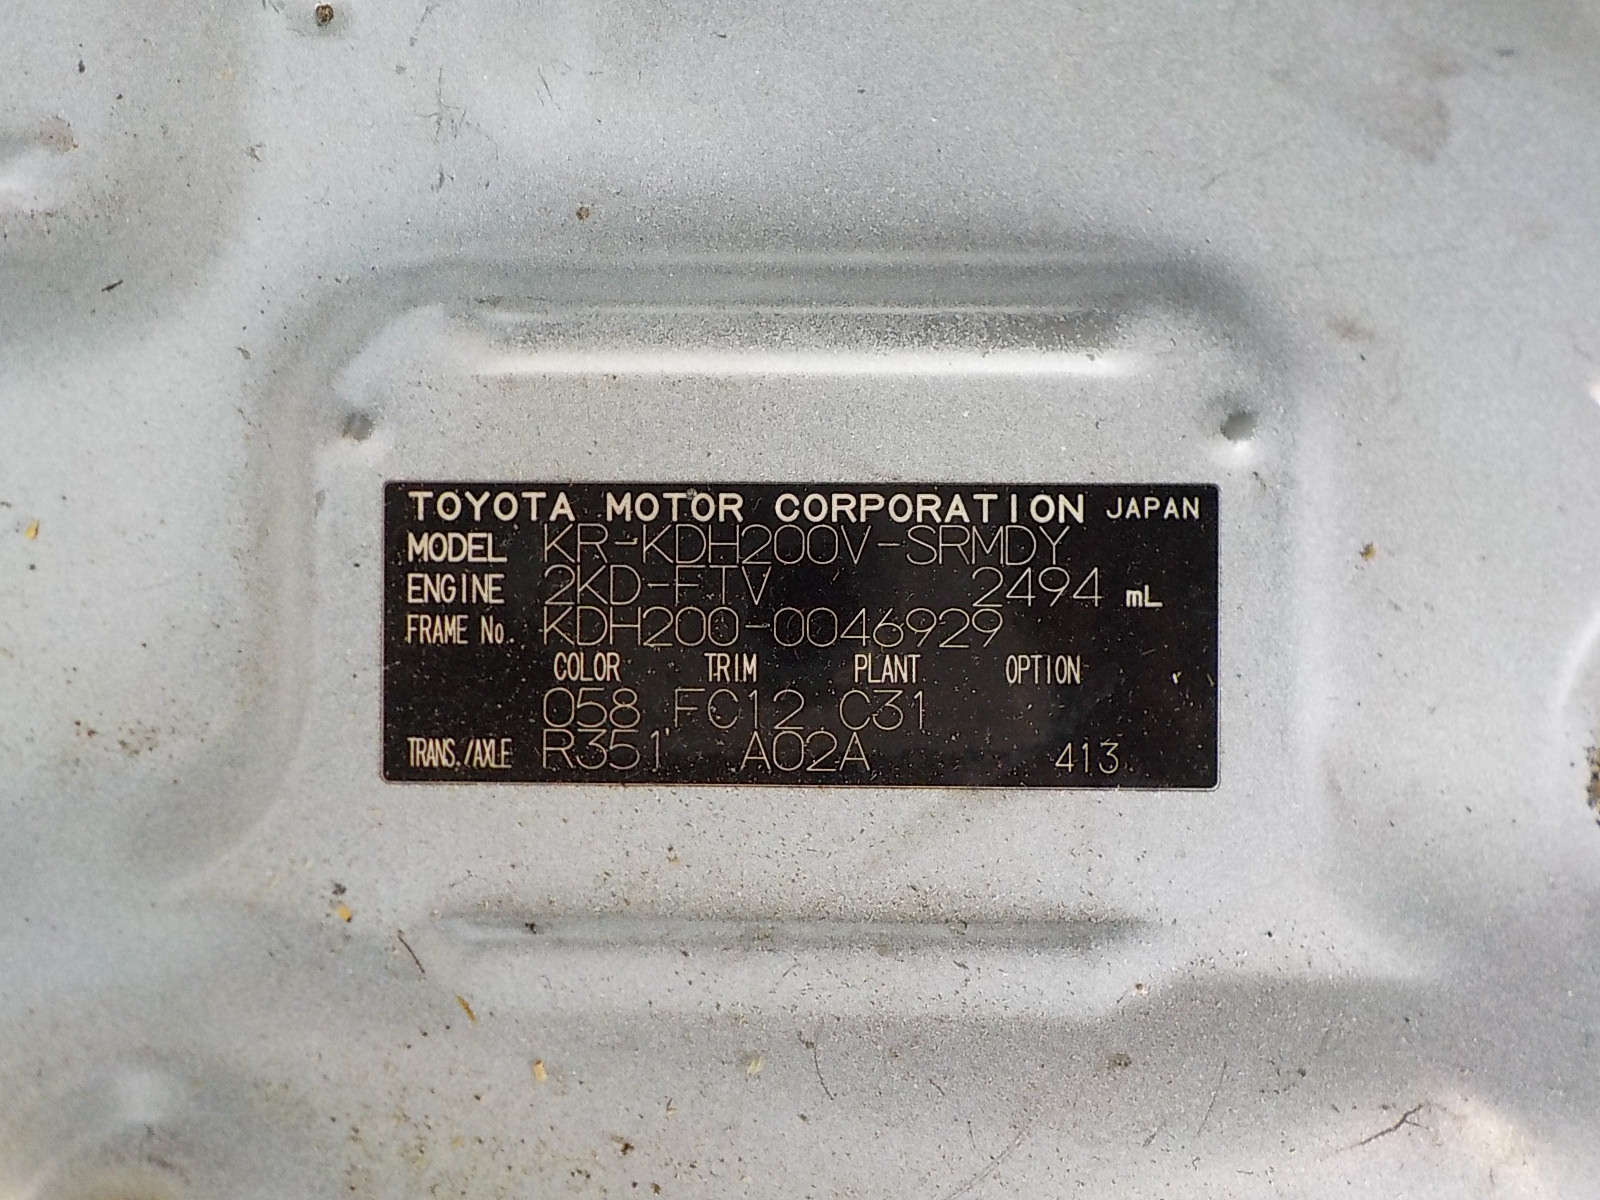 TOYOTA MOTOR CORPORATION JAPAN
MODEL KR-KDH200V-SRMDY
ENGINE 2KD-FTV 2494 mL
FRAME No. KDH200-0046929
COLOR TRIM PLANT OPTION
058 FC12 C31
TRANS./AXLE R351 A02A 413